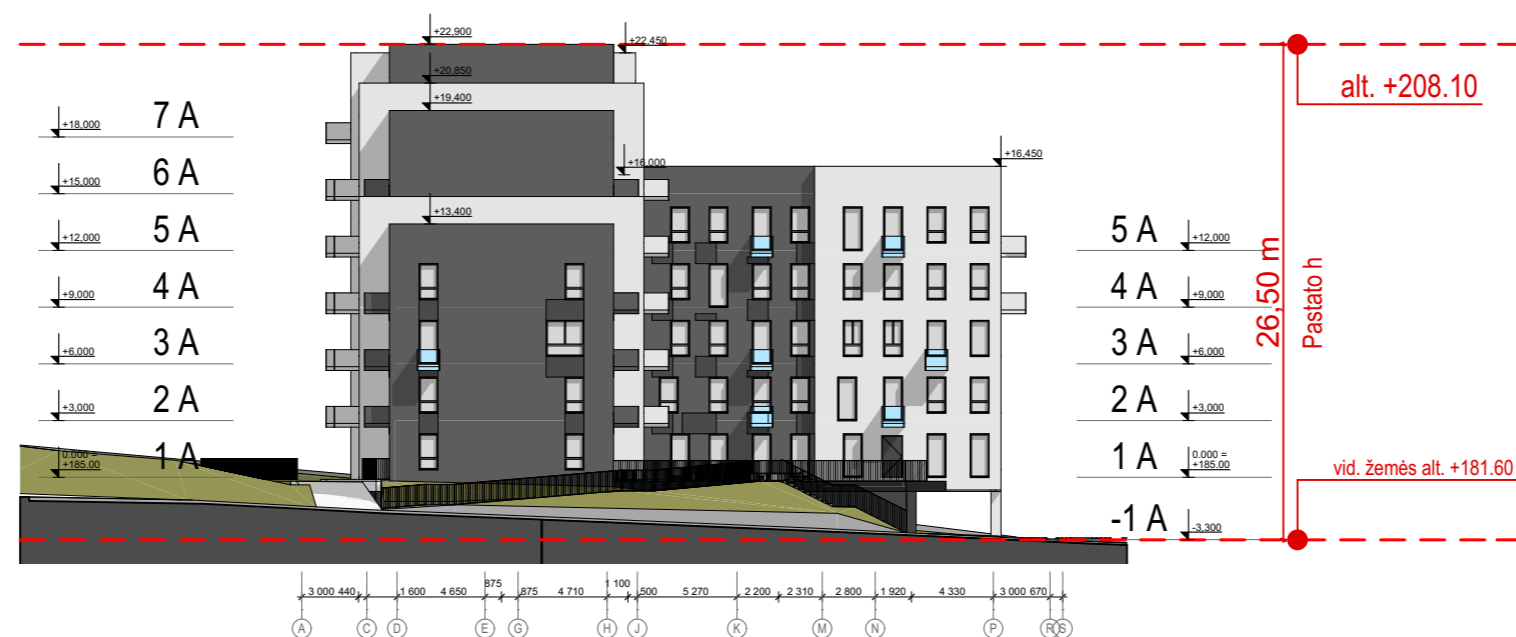 +22,900
+22,450
+20,850
alt. +208.10
+19,400
7 A
+18,000
+16,000
+16,450
6 A
+15,000
+13,400
5 A
+12,000
5 A
+12,000
4 A
+9,000
4 A
+9,000
26,50 m
Pastato h
3 A
+6,000
3 A
+6,000
2 A
+3,000
2 A
+3,000
1 A
0.000 =
+185.00
1 A
0.000 =
+185.00
vid. žemės alt. +181.60
-1 A
-3,300
3 000 440 1 600 4 650 875 875 4 710 1 100 500 5 270 2 200 2 310 2 800 1 920 4 330 3 000 670
A C D E G H J K M N P R S